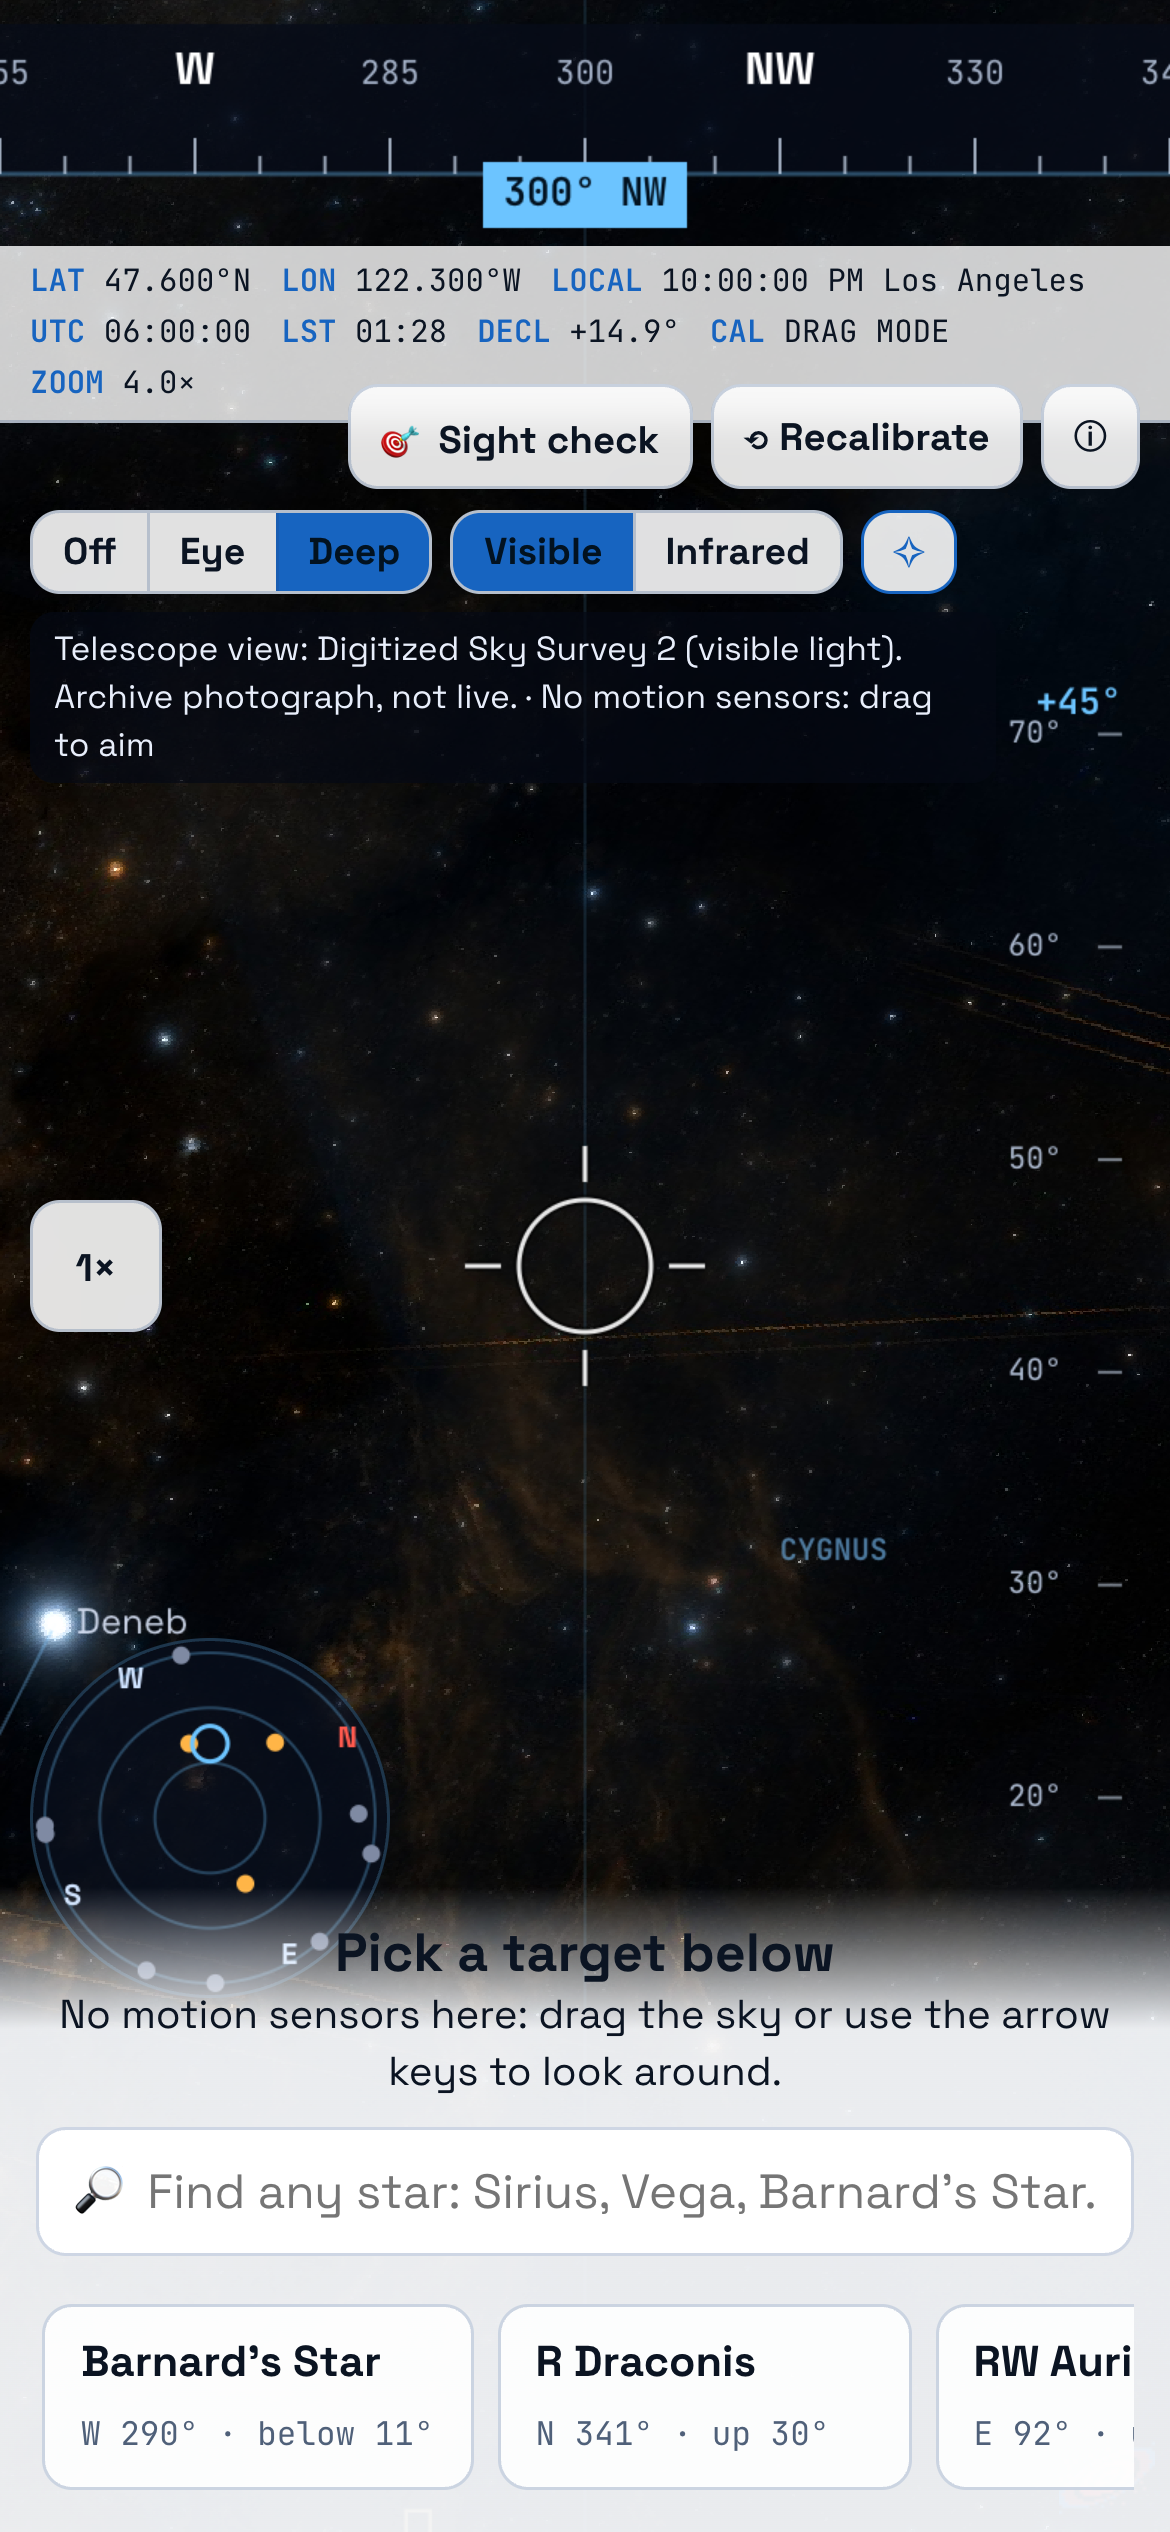 W 285 300 NW 330
300° NW
LAT 47.600°N LON 122.300°W LOCAL 10:00:00 PM Los Angeles
UTC 06:00:00 LST 01:28 DECL +14.9° CAL DRAG MODE
ZOOM 4.0×
Sight check Recalibrate
Off Eye Deep Visible Infrared
Telescope view: Digitized Sky Survey 2 (visible light).
Archive photograph, not live. · No motion sensors: drag
to aim
+45°
70°
60°
50°
1×
40°
CYGNUS
30°
Deneb
W
N
20°
S
E
Pick a target below
No motion sensors here: drag the sky or use the arrow
keys to look around.
Find any star: Sirius, Vega, Barnard's Star.
Barnard's Star
W 290° · below 11°
R Draconis
N 341° · up 30°
RW Auri
E 92° ·